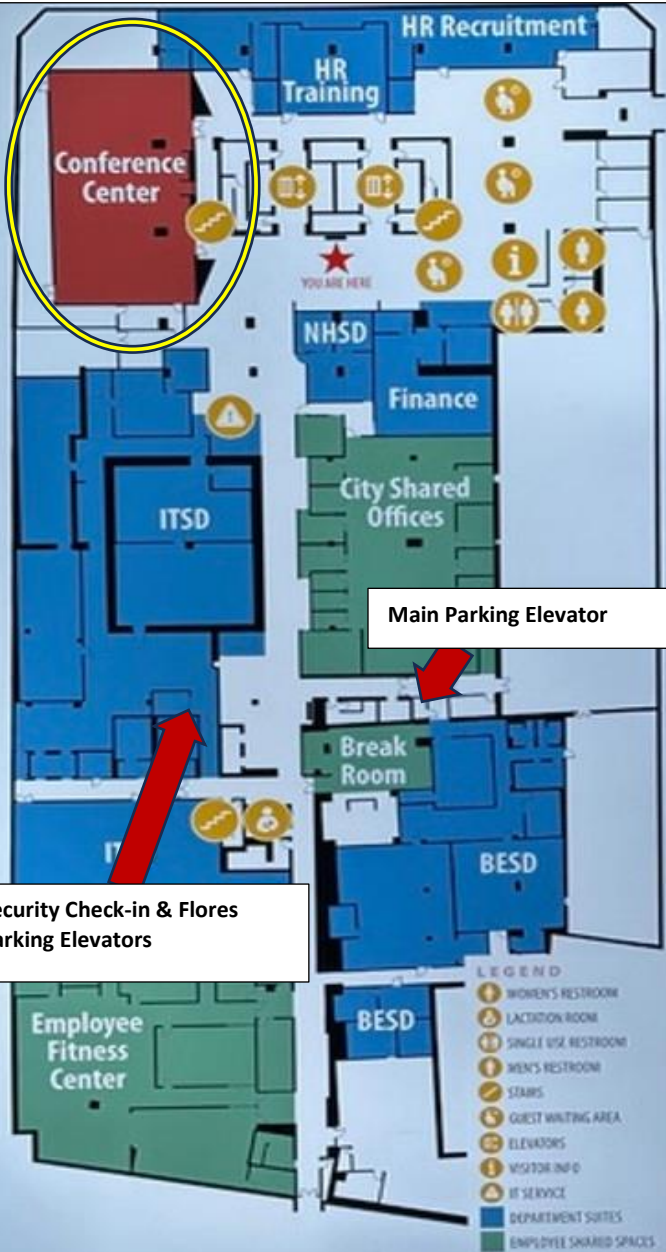 HR Recruitment
HR
Training
Conference
Center
YOU ARE HERE
NHSD
Finance
ITSD
City Shared
Offices
Main Parking Elevator
Break
Room
BESD
ecurity Check-in & Flores
arking Elevators
Employee
Fitness
Center
BESD
LEGEND
WOMEN'S RESTROOM
LACTATION ROOM
SINGLE USE RESTROOM
MEN'S RESTROOM
STAIRS
GUEST WAITING AREA
ELEVATORS
VISITOR INFO
IT SERVICE
DEPARTMENT SUITES
EMPLOYEE SHARED SPACES